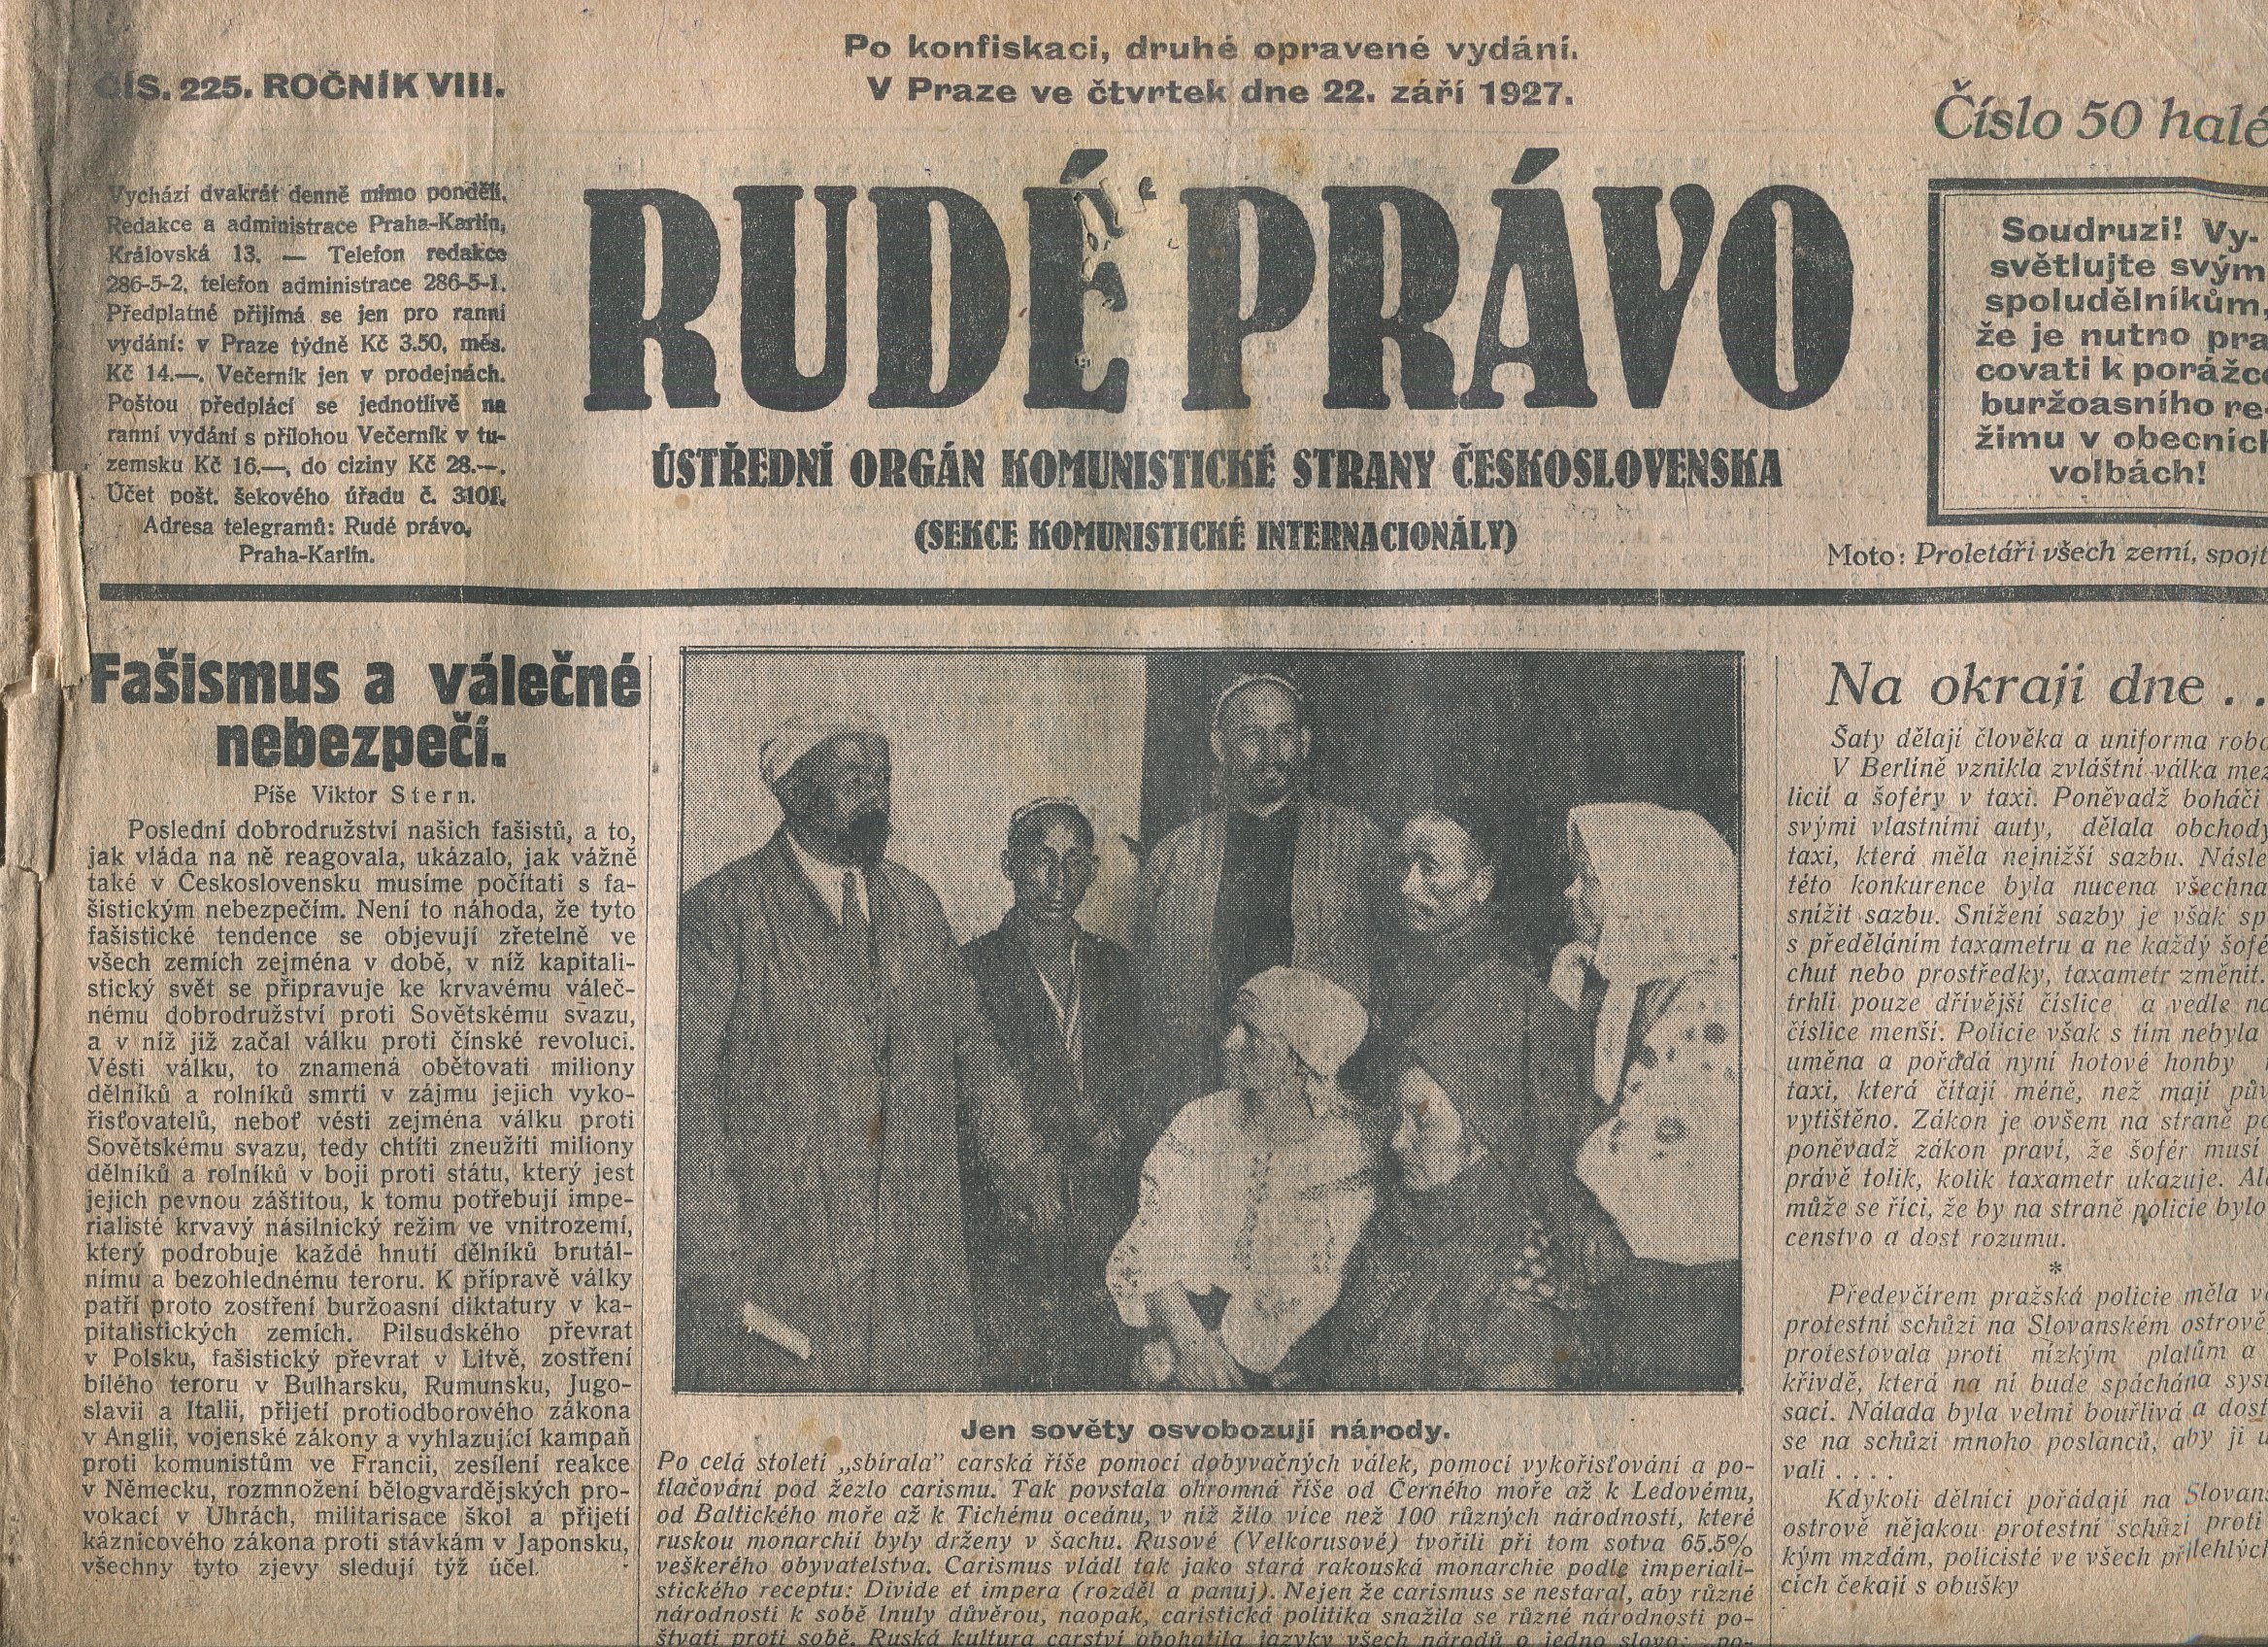 Po konfiskaci, druhé opravené vydání.
V Praze ve čtvrtek dne 22. září 1927.
ČÍS. 225. ROČNÍK VIII.
Číslo 50 halé
Vychází dvakrát denně mimo pondělí.
Redakce a administrace Praha-Karlín,
Královská 13. — Telefon redakce
286-5-2, telefon administrace 286-5-1.
Předplatné přijímá se jen pro ranní
vydání: v Praze týdně Kč 3.50, měs.
Kč 14.—. Večerník jen v prodejnách.
Poštou předplácí se jednotlivě na
ranní vydání s přílohou Večerník v tu-
zemsku Kč 16.—, do ciziny Kč 28.—.
Účet pošt. šekového úřadu č. 3101.
Adresa telegramů: Rudé právo,
Praha-Karlín.
RUDÉ PRÁVO
ÚSTŘEDNÍ ORGÁN KOMUNISTICKÉ STRANY ČESKOSLOVENSKA
(SEKCE KOMUNISTICKÉ INTERNACIONÁLY)
Soudruzi! Vy-
světlujte svým
spoludělníkům,
že je nutno pra
covati k porážce
buržoasního re-
žimu v obecních
volbách!
Moto: Proletáři všech zemí, spojt
Fašismus a válečné
nebezpečí.
Píše Viktor Stern.
Poslední dobrodružství našich fašistů, a to,
jak vláda na ně reagovala, ukázalo, jak vážně
také v Československu musíme počítati s fa-
šistickým nebezpečím. Není to náhoda, že tyto
fašistické tendence se objevují zřetelně ve
všech zemích zejména v době, v níž kapitali-
stický svět se připravuje ke krvavému váleč-
nému dobrodružství proti Sovětskému svazu,
a v níž již začal válku proti čínské revoluci.
Vésti válku, to znamená obětovati miliony
dělníků a rolníků smrti v zájmu jejich vyko-
řisťovatelů, neboť vésti zejména válku proti
Sovětskému svazu, tedy chtíti zneužíti miliony
dělníků a rolníků v boji proti státu, který jest
jejich pevnou záštitou, k tomu potřebují impe-
rialisté krvavý násilnický režim ve vnitrozemí,
který podrobuje každé hnutí dělníků brutál-
nímu a bezohlednému teroru. K přípravě války
patří proto zostření buržoasní diktatury v ka-
pitalistických zemích. Pilsudského převrat
v Polsku, fašistický převrat v Litvě, zostření
bílého teroru v Bulharsku, Rumunsku, Jugo-
slavii a Italii, přijetí protiodborového zákona
v Anglii, vojenské zákony a vyhlazující kampaň
proti komunistům ve Francii, zesílení reakce
v Německu, rozmnožení bělogvardějských pro-
vokací v Uhrách, militarisace škol a přijetí
káznicového zákona proti stávkám v Japonsku,
všechny tyto zjevy sledují týž účel.
Jen sověty osvobozují národy.
Po celá století „sbírala” carská říše pomocí dobyvačných válek, pomocí vykořisťování a po-
tlačování pod žezlo carismu. Tak povstala ohromná říše od Černého moře až k Ledovému,
od Baltického moře až k Tichému oceánu, v níž žilo více než 100 různých národností, které
ruskou monarchií byly drženy v šachu. Rusové (Velkorusové) tvořili při tom sotva 65.5%
veškerého obyvatelstva. Carismus vládl tak jako stará rakouská monarchie podle imperiali-
stického receptu: Divide et impera (rozděl a panuj). Nejen že carismus se nestaral, aby různé
národnosti k sobě lnuly důvěrou, naopak, caristická politika snažila se různé národnosti po-
štvati proti sobě. Ruská kultura carství obohatila jazyky všech národů o jedno slovo: „po-
Na okraji dne . .
Šaty dělají člověka a uniforma robo
V Berlíně vznikla zvláštní válka mez
licií a šoféry v taxi. Poněvadž boháči
svými vlastními auty, dělala obchody
taxi, která měla nejnižší sazbu. Násle
této konkurence byla nucena všechna
snížit sazbu. Snížení sazby je však sp
s předěláním taxametru a ne každý šofé
chuť nebo prostředky, taxametr změnit.
trhli pouze dřívější číslice a vedle na
číslice menší. Policie však s tím nebyla
uměna a pořádá nyní hotové honby
taxi, která čítají méně, než mají pův
vytištěno. Zákon je ovšem na straně po
poněvadž zákon praví, že šofér musí
právě tolik, kolik taxametr ukazuje. Al
může se říci, že by na straně policie bylo
censtvo a dost rozumu.
*
Předevčírem pražská policie měla v
protestní schůzi na Slovanském ostrově
protestovala proti nízkým platům a
křivdě, která na ní bude spáchána syst
sací. Nálada byla velmi bouřlivá a dost
se na schůzi mnoho poslanců, aby ji u
vali . . . .
Kdykoli dělníci pořádají na Slovans
ostrově nějakou protestní schůzi proti
kým mzdám, policisté ve všech přilehlých
cích čekají s obušky